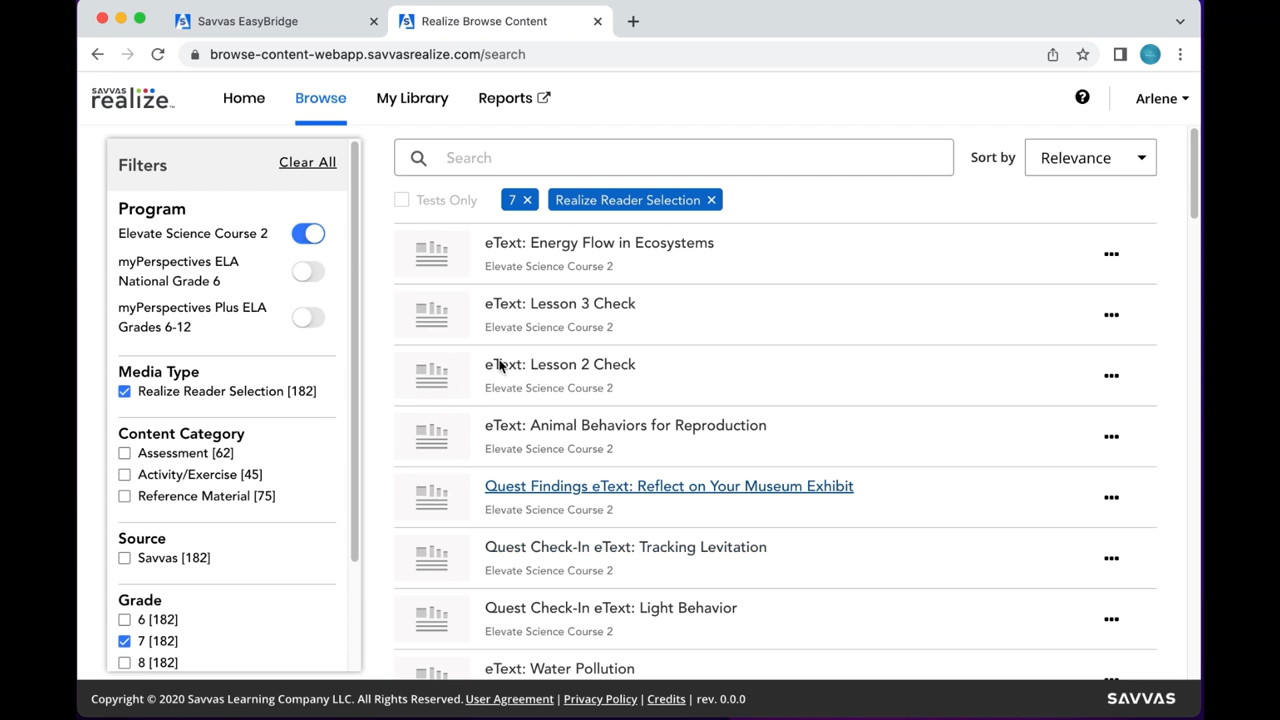 Savvas EasyBridge
Realize Browse Content
browse-content-webapp.savvasrealize.com/search
SAVVAS realize™
Home
Browse
My Library
Reports
Arlene
Filters
Clear All
Program
Elevate Science Course 2
myPerspectives ELA
National Grade 6
myPerspectives Plus ELA
Grades 6-12
Media Type
Realize Reader Selection [182]
Content Category
Assessment [62]
Activity/Exercise [45]
Reference Material [75]
Source
Savvas [182]
Grade
6 [182]
7 [182]
8 [182]
Search
Sort by
Relevance
Tests Only
7
Realize Reader Selection
eText: Energy Flow in Ecosystems
Elevate Science Course 2
eText: Lesson 3 Check
Elevate Science Course 2
eText: Lesson 2 Check
Elevate Science Course 2
eText: Animal Behaviors for Reproduction
Elevate Science Course 2
Quest Findings eText: Reflect on Your Museum Exhibit
Elevate Science Course 2
Quest Check-In eText: Tracking Levitation
Elevate Science Course 2
Quest Check-In eText: Light Behavior
Elevate Science Course 2
eText: Water Pollution
Copyright © 2020 Savvas Learning Company LLC. All Rights Reserved. User Agreement | Privacy Policy | Credits | rev. 0.0.0
SAVVAS